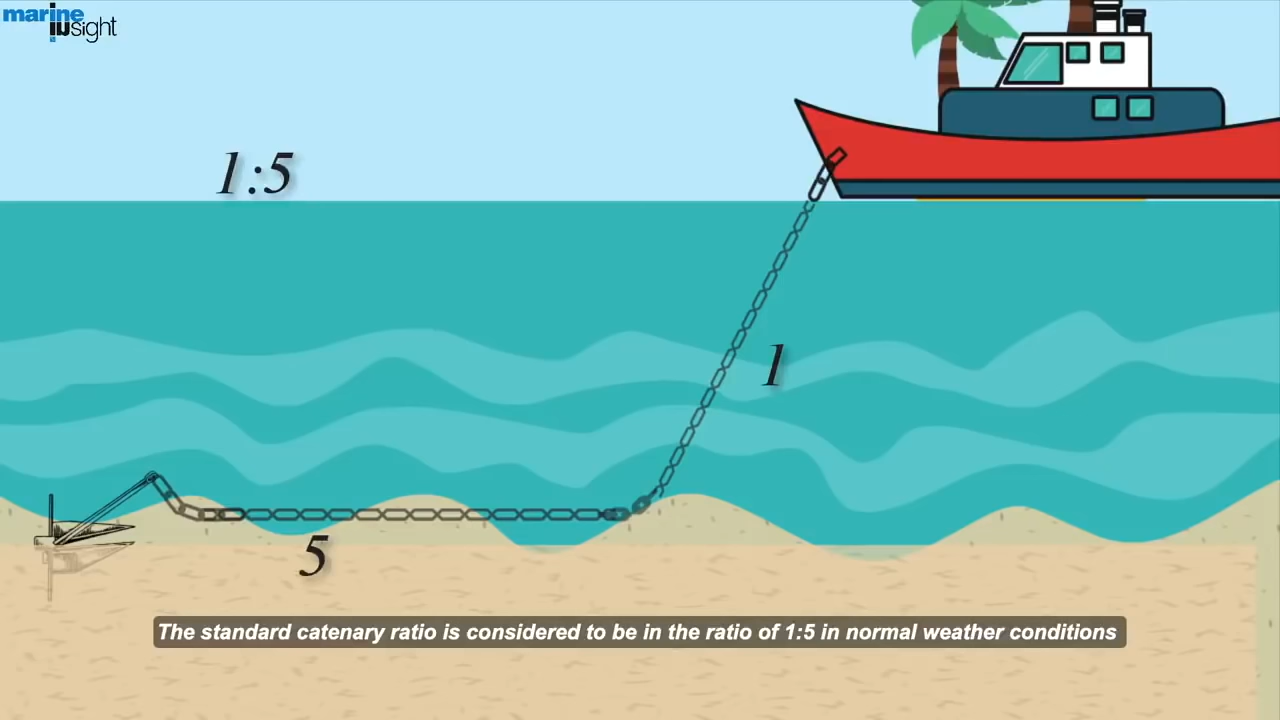 marine
insight
1:5
1
5
The standard catenary ratio is considered to be in the ratio of 1:5 in normal weather conditions